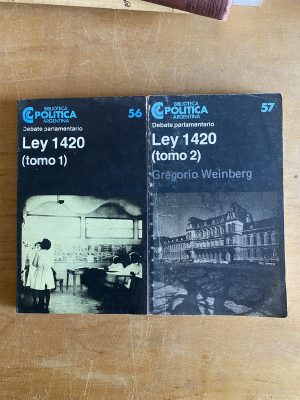 BIBLIOTECA
POLITICA
ARGENTINA
56
Debate parlamentario
Ley 1420
(tomo 1)
BIBLIOTECA
POLITICA
ARGENTINA
57
Debate parlamentario
Ley 1420
(tomo 2)
Gregorio Weinberg